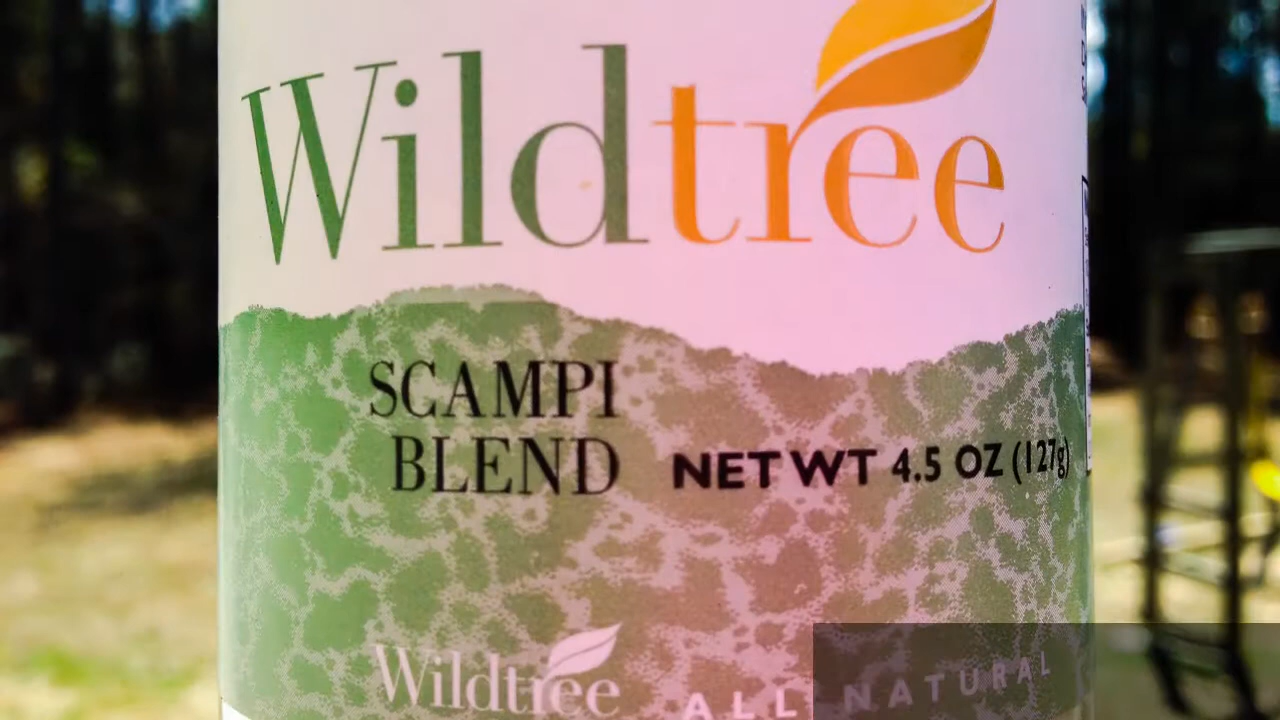 Wildtree
SCAMPI
BLEND
NET WT 4.5 OZ (127g)
Wildtree
ALL NATURAL